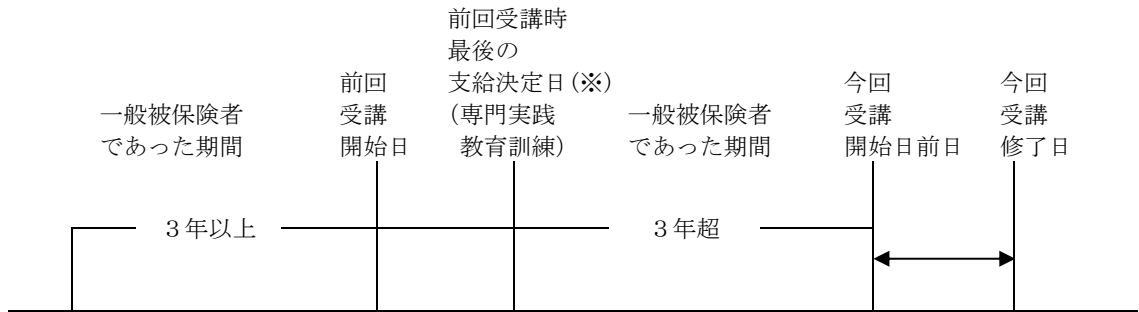 前回受講時
最後の
前回 支給決定日(※) 今回 今回
一般被保険者 受講 (専門実践 一般被保険者 受講 受講
であった期間 開始日 教育訓練) であった期間 開始日前日 修了日
3年以上 3年超